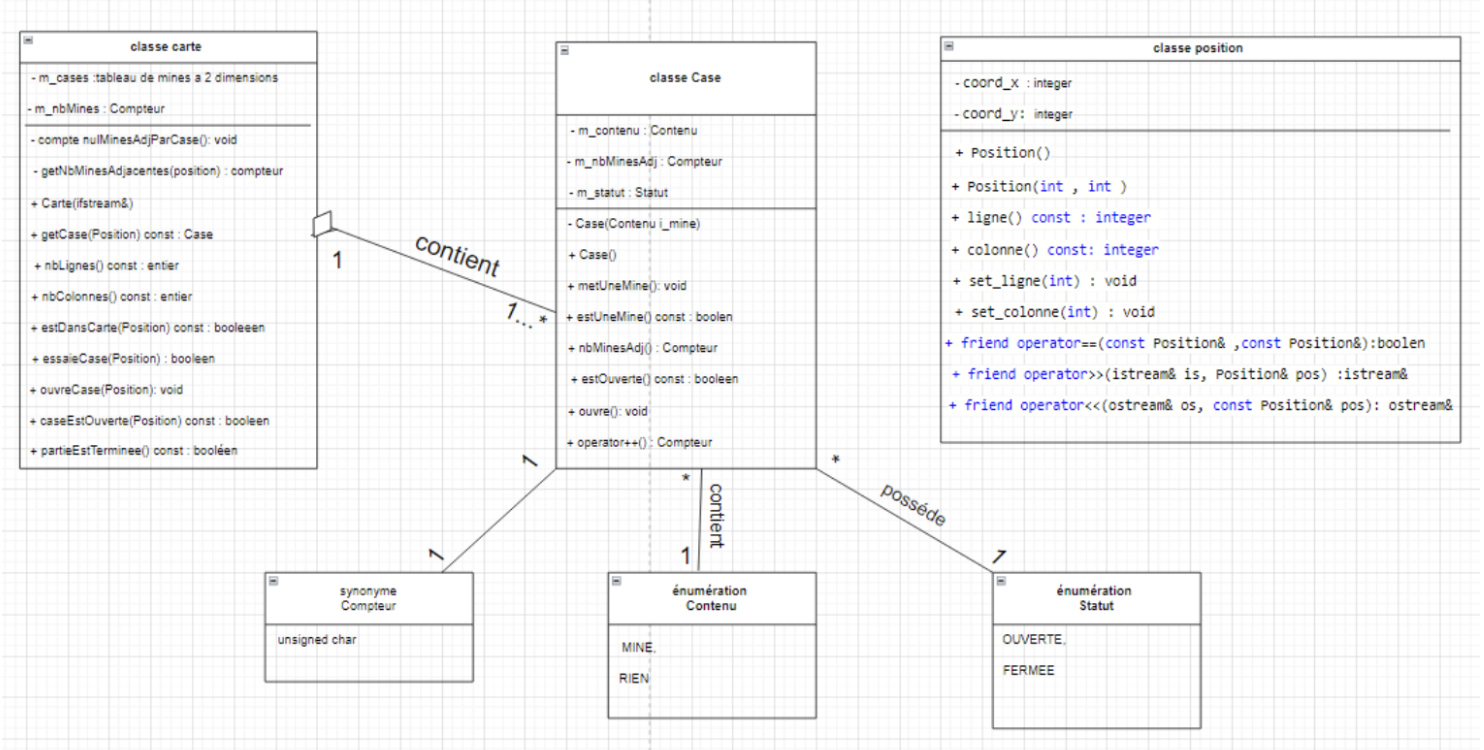 classe carte
- m_cases :tableau de mines a 2 dimensions
- m_nbMines : Compteur
- compte nulMinesAdjParCase(): void
- getNbMinesAdjacentes(position) : compteur
+ Carte(ifstream&)
+ getCase(Position) const : Case
+ nbLignes() const : entier
+ nbColonnes() const : entier
+ estDansCarte(Position) const : booleeen
+ essaieCase(Position) : booleen
+ ouvreCase(Position): void
+ caseEstOuverte(Position) const : booleen
+ partieEstTerminee() const : booléen
1
contient
1...*
classe Case
- m_contenu : Contenu
- m_nbMinesAdj : Compteur
- m_statut : Statut
- Case(Contenu i_mine)
+ Case()
+ metUneMine(): void
+ estUneMine() const : boolen
+ nbMinesAdj() : Compteur
+ estOuverte() const : booleen
+ ouvre(): void
+ operator++() : Compteur
classe position
- coord_x : integer
- coord_y: integer
+ Position()
+ Position(int , int )
+ ligne() const : integer
+ colonne() const: integer
+ set_ligne(int) : void
+ set_colonne(int) : void
+ friend operator==(const Position& ,const Position&):boolen
+ friend operator>>(istream& is, Position& pos) :istream&
+ friend operator<<(ostream& os, const Position& pos): ostream&
1
1
*
contient
1
*
posséde
1
synonyme
Compteur
unsigned char
énumération
Contenu
MINE,
RIEN
énumération
Statut
OUVERTE,
FERMEE